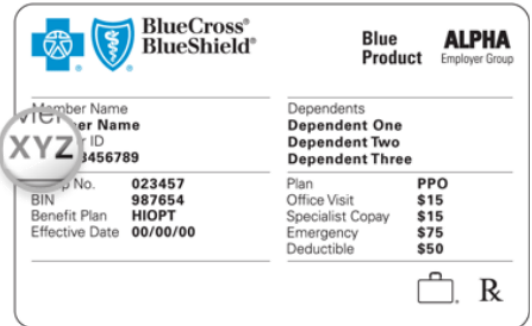 BlueCross®
BlueShield®
Blue
Product
ALPHA
Employer Group
Member Name
Name
ID
XYZ
3456789
No. 023457
BIN 987654
Benefit Plan HIOPT
Effective Date 00/00/00
Dependents
Dependent One
Dependent Two
Dependent Three
Plan PPO
Office Visit $15
Specialist Copay $15
Emergency $75
Deductible $50
℞